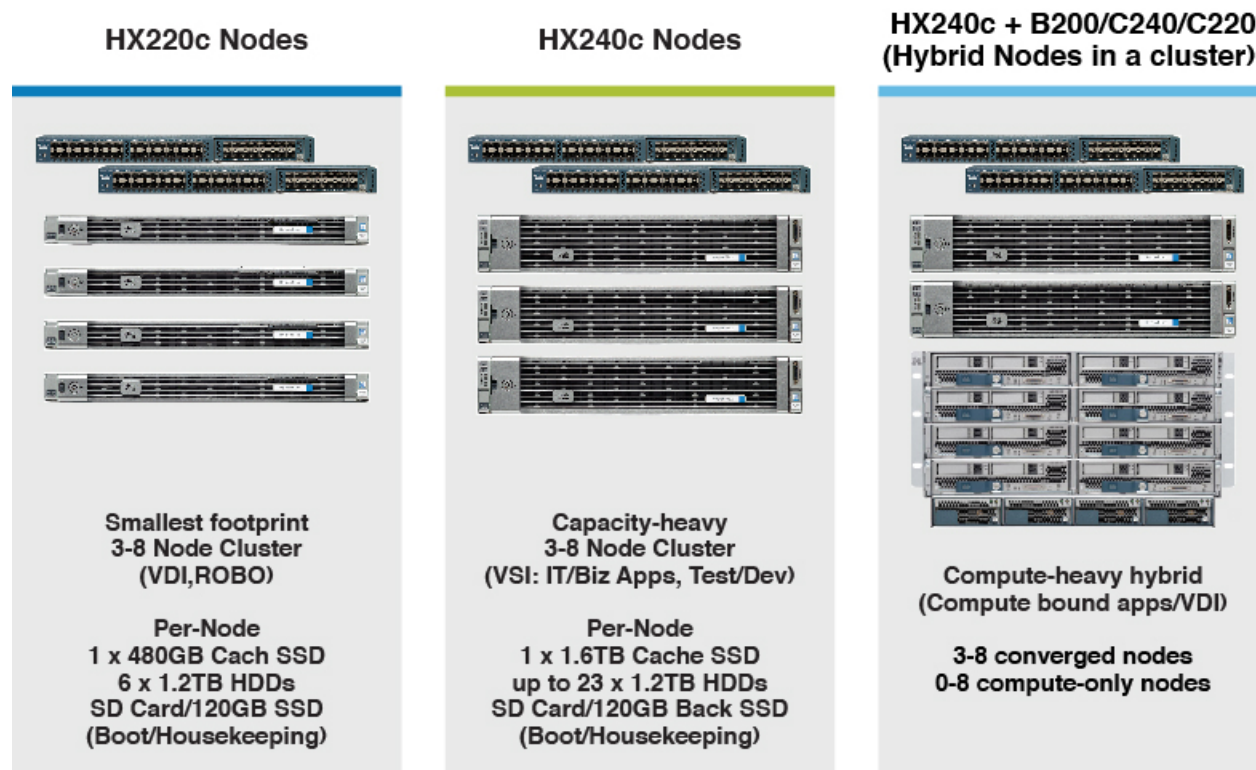 HX220c Nodes
Smallest footprint
3-8 Node Cluster
(VDI,ROBO)
Per-Node
1 x 480GB Cach SSD
6 x 1.2TB HDDs
SD Card/120GB SSD
(Boot/Housekeeping)
HX240c Nodes
Capacity-heavy
3-8 Node Cluster
(VSI: IT/Biz Apps, Test/Dev)
Per-Node
1 x 1.6TB Cache SSD
up to 23 x 1.2TB HDDs
SD Card/120GB Back SSD
(Boot/Housekeeping)
HX240c + B200/C240/C220
(Hybrid Nodes in a cluster)
Compute-heavy hybrid
(Compute bound apps/VDI)
3-8 converged nodes
0-8 compute-only nodes